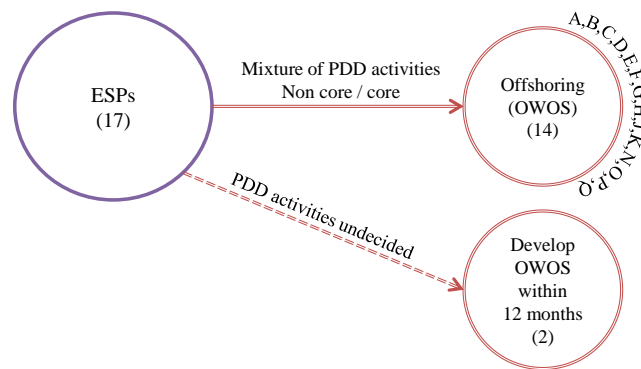 ESPs
(17)
Mixture of PDD activities
Non core / core
Offshoring
(OWOS)
(14)
A,B,C,D,E,F,G,H,J,K,N,O,P,Q
PDD activities undecided
Develop
OWOS
within
12 months
(2)